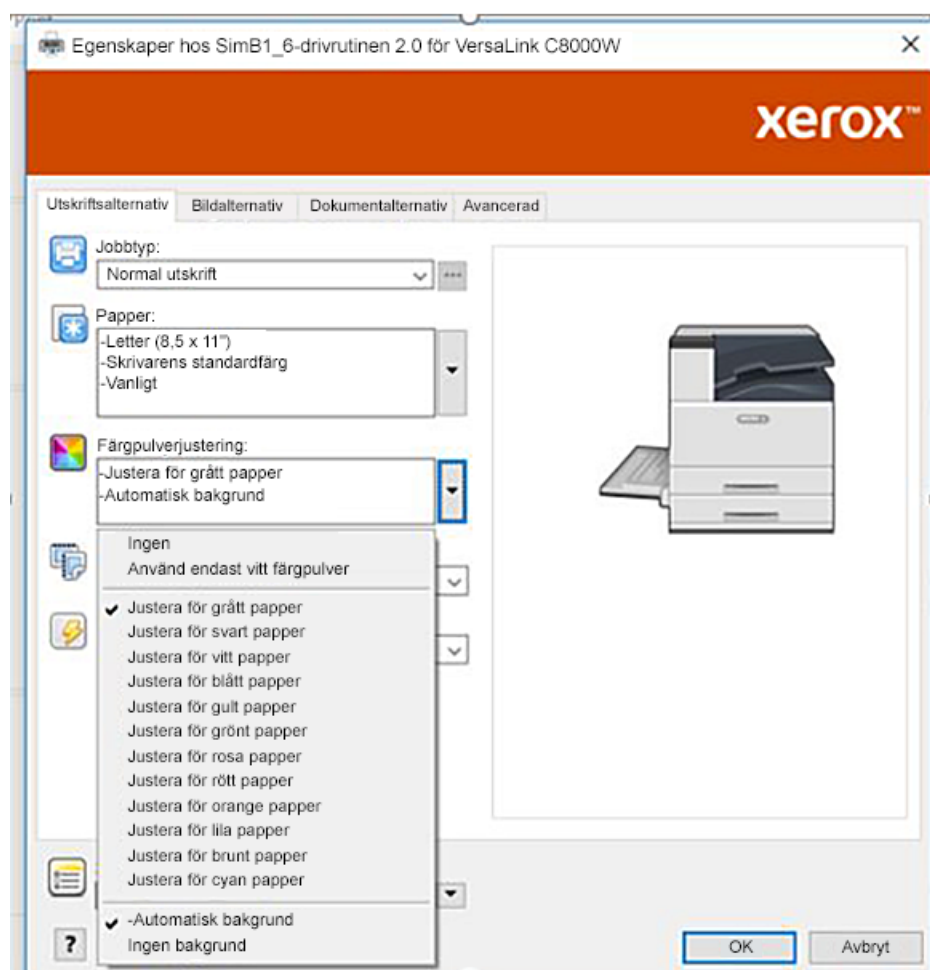 Egenskaper hos SimB1_6-drivrutinen 2.0 för VersaLink C8000W
xerox™
Utskriftsalternativ Bildalternativ Dokumentalternativ Avancerad
Jobbtyp:
Normal utskrift
Papper:
-Letter (8,5 x 11")
-Skrivarens standardfärg
-Vanligt
Färgpulverjustering:
-Justera för grått papper
-Automatisk bakgrund
Ingen
Använd endast vitt färgpulver
Justera för grått papper
Justera för svart papper
Justera för vitt papper
Justera för blått papper
Justera för gult papper
Justera för grönt papper
Justera för rosa papper
Justera för rött papper
Justera för orange papper
Justera för lila papper
Justera för brunt papper
Justera för cyan papper
-Automatisk bakgrund
Ingen bakgrund
?
OK Avbryt